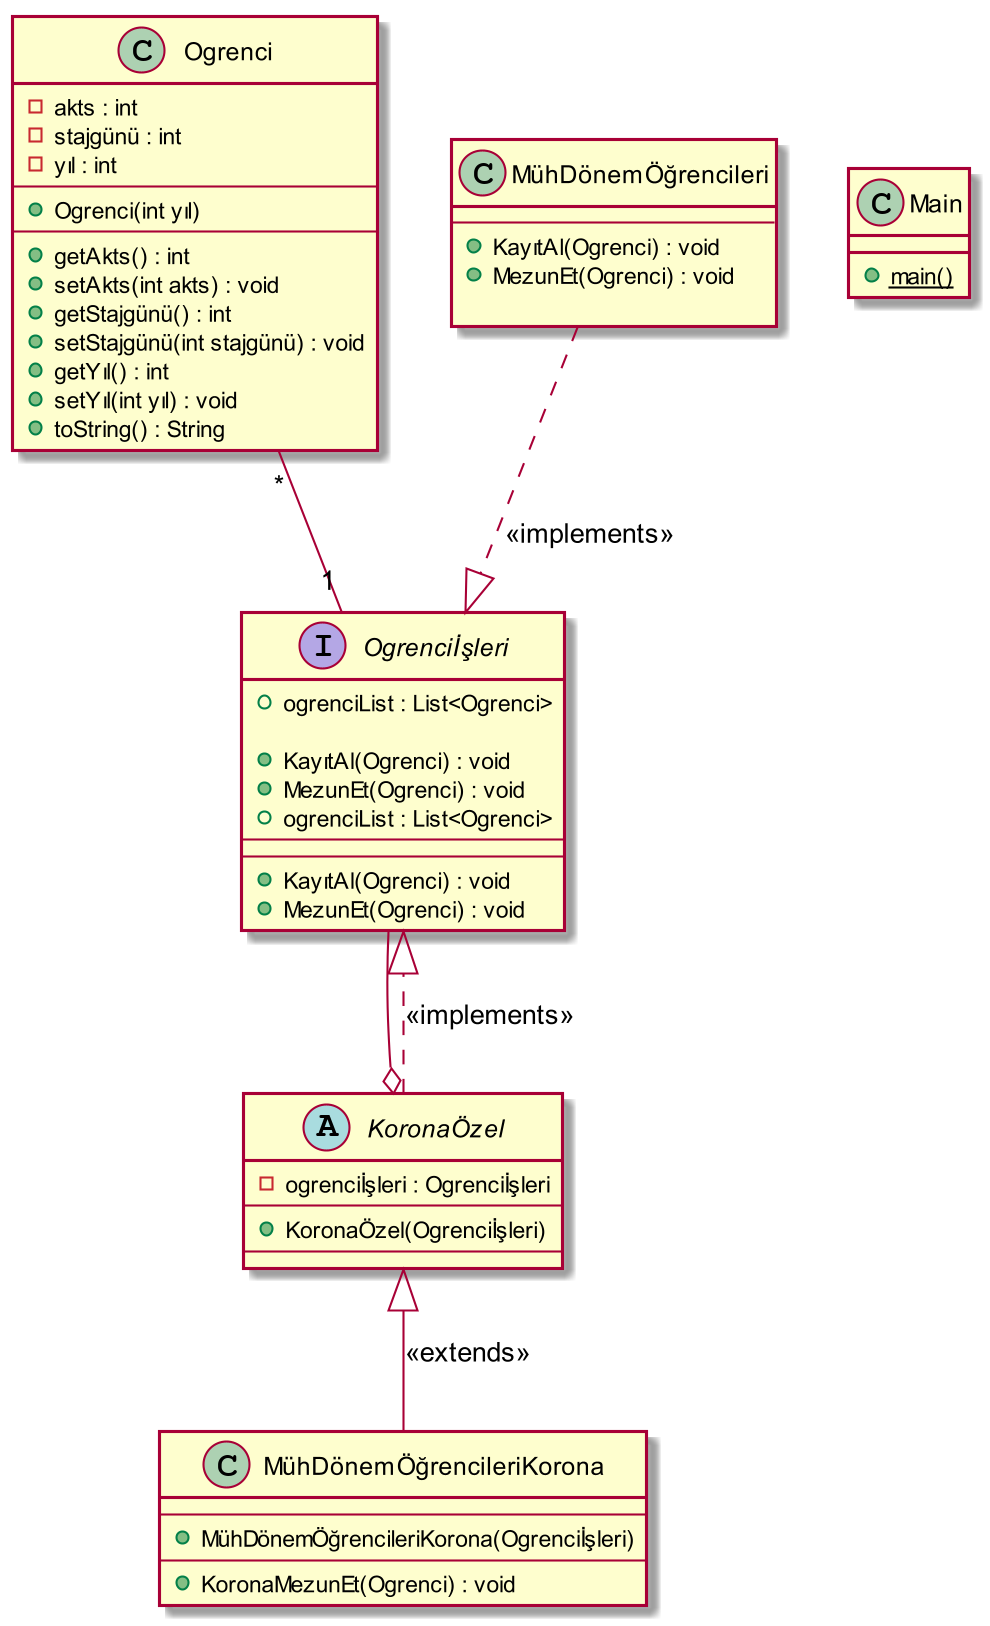 C Ogrenci
akts : int
stajgünü : int
yıl : int
Ogrenci(int yıl)
getAkts() : int
setAkts(int akts) : void
getStajgünü() : int
setStajgünü(int stajgünü) : void
getYıl() : int
setYıl(int yıl) : void
toString() : String
C MühDönemÖğrencileri
KayıtAl(Ogrenci) : void
MezunEt(Ogrenci) : void
C Main
main()
*
1
«implements»
I Ogrenciİşleri
ogrenciList : List<Ogrenci>
KayıtAl(Ogrenci) : void
MezunEt(Ogrenci) : void
ogrenciList : List<Ogrenci>
KayıtAl(Ogrenci) : void
MezunEt(Ogrenci) : void
«implements»
A KoronaÖzel
ogrenciİşleri : Ogrenciİşleri
KoronaÖzel(Ogrenciİşleri)
«extends»
C MühDönemÖğrencileriKorona
MühDönemÖğrencileriKorona(Ogrenciİşleri)
KoronaMezunEt(Ogrenci) : void